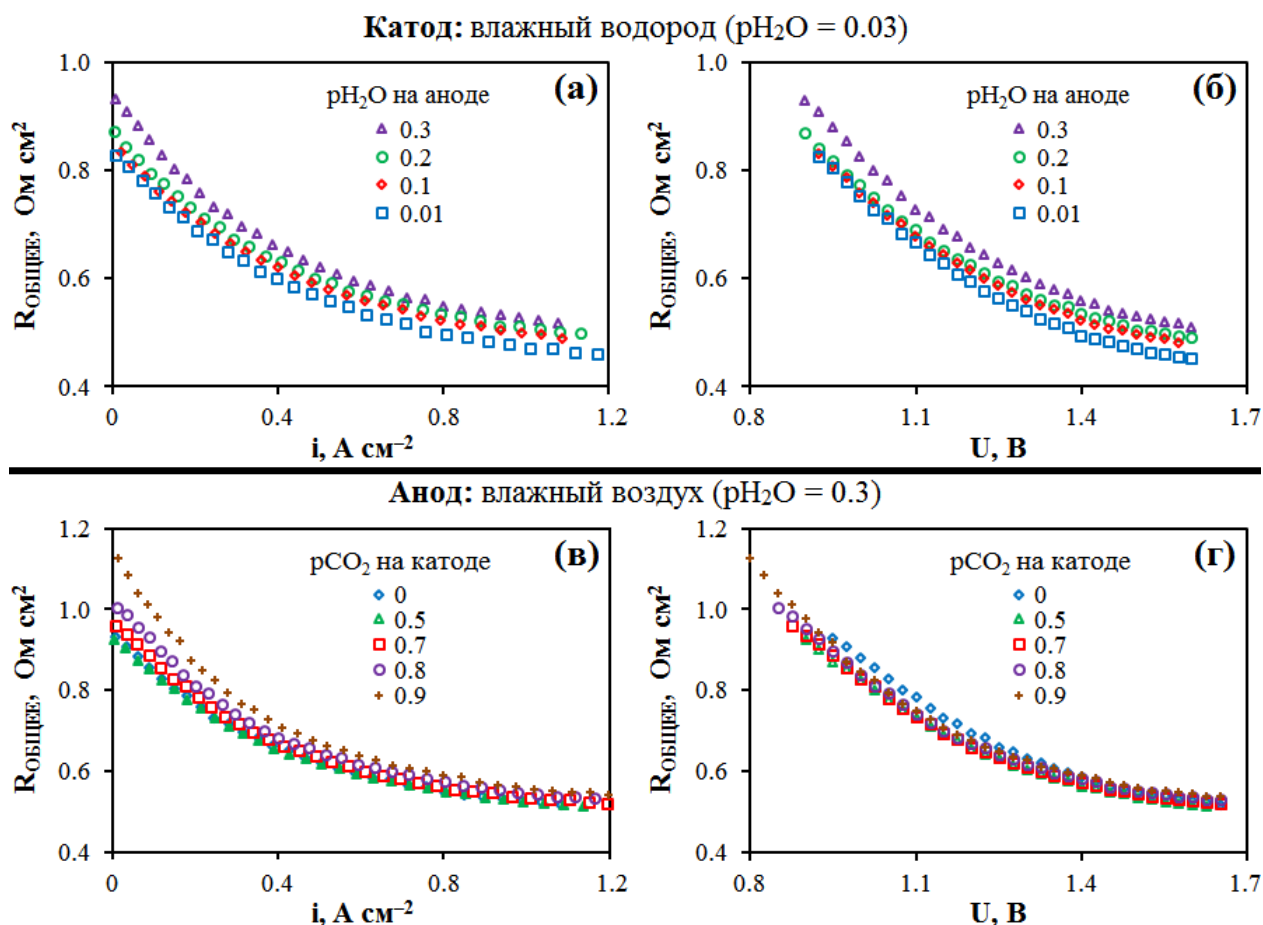 Катод: влажный водород (pH₂O = 0.03)
(а)
pH₂O на аноде
0.3
0.2
0.1
0.01
1.0
0.8
0.6
0.4
RОБЩЕЕ, Ом см²
0
0.4
0.8
1.2
i, А см⁻²
(б)
pH₂O на аноде
0.3
0.2
0.1
0.01
1.0
0.8
0.6
0.4
RОБЩЕЕ, Ом см²
0.8
1.1
1.4
1.7
U, В
Анод: влажный воздух (pH₂O = 0.3)
(в)
pCO₂ на катоде
0
0.5
0.7
0.8
0.9
1.2
1.0
0.8
0.6
0.4
RОБЩЕЕ, Ом см²
0
0.4
0.8
1.2
i, А см⁻²
(г)
pCO₂ на катоде
0
0.5
0.7
0.8
0.9
1.2
1.0
0.8
0.6
0.4
RОБЩЕЕ, Ом см²
0.8
1.1
1.4
1.7
U, В